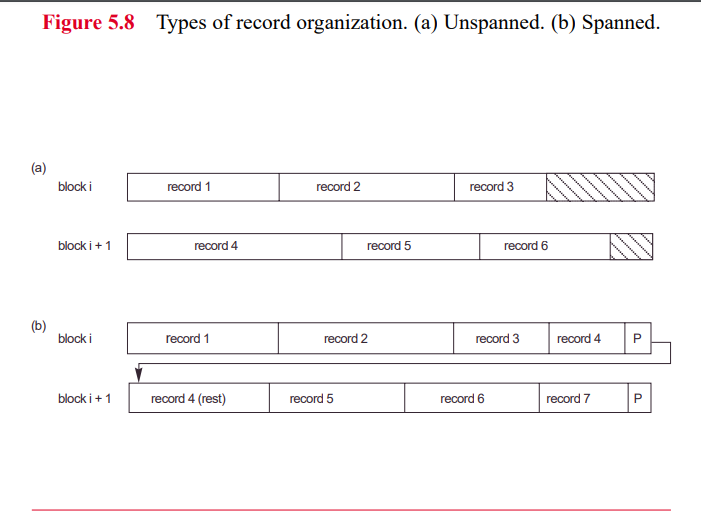 Figure 5.8 Types of record organization. (a) Unspanned. (b) Spanned.
(a)
block i record 1 record 2 record 3
block i + 1 record 4 record 5 record 6
(b)
block i record 1 record 2 record 3 record 4 P
block i + 1 record 4 (rest) record 5 record 6 record 7 P